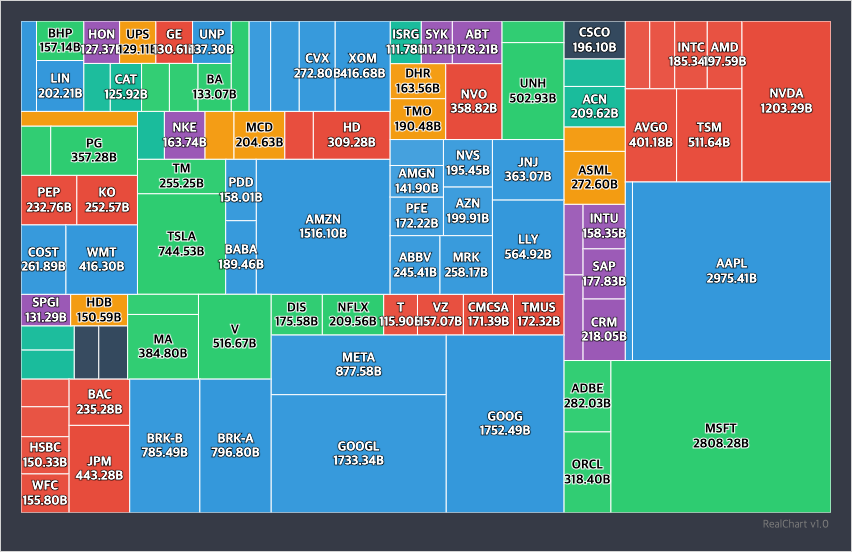 BHP
157.14B
HON
127.37B
UPS
129.11B
GE
130.61B
UNP
137.30B
LIN
202.21B
CAT
125.92B
BA
133.07B
CVX
272.80B
XOM
416.68B
ISRG
111.78B
SYK
111.21B
ABT
178.21B
DHR
163.56B
TMO
190.48B
NVO
358.82B
UNH
502.93B
CSCO
196.10B
ACN
209.62B
ASML
272.60B
INTC
185.34B
AMD
197.59B
NVDA
1203.29B
AVGO
401.18B
TSM
511.64B
PG
357.28B
NKE
163.74B
MCD
204.63B
HD
309.28B
PEP
232.76B
KO
252.57B
TM
255.25B
TSLA
744.53B
PDD
158.01B
BABA
189.46B
AMZN
1516.10B
COST
261.89B
WMT
416.30B
AMGN
141.90B
NVS
195.45B
JNJ
363.07B
PFE
172.22B
AZN
199.91B
LLY
564.92B
ABBV
245.41B
MRK
258.17B
INTU
158.35B
SAP
177.83B
CRM
218.05B
AAPL
2975.41B
SPGI
131.29B
HDB
150.59B
MA
384.80B
V
516.67B
DIS
175.58B
NFLX
209.56B
T
115.90B
VZ
157.07B
CMCSA
171.39B
TMUS
172.32B
META
877.58B
GOOGL
1733.34B
GOOG
1752.49B
BAC
235.28B
HSBC
150.33B
WFC
155.80B
JPM
443.28B
BRK-B
785.49B
BRK-A
796.80B
ADBE
282.03B
ORCL
318.40B
MSFT
2808.28B
RealChart v1.0